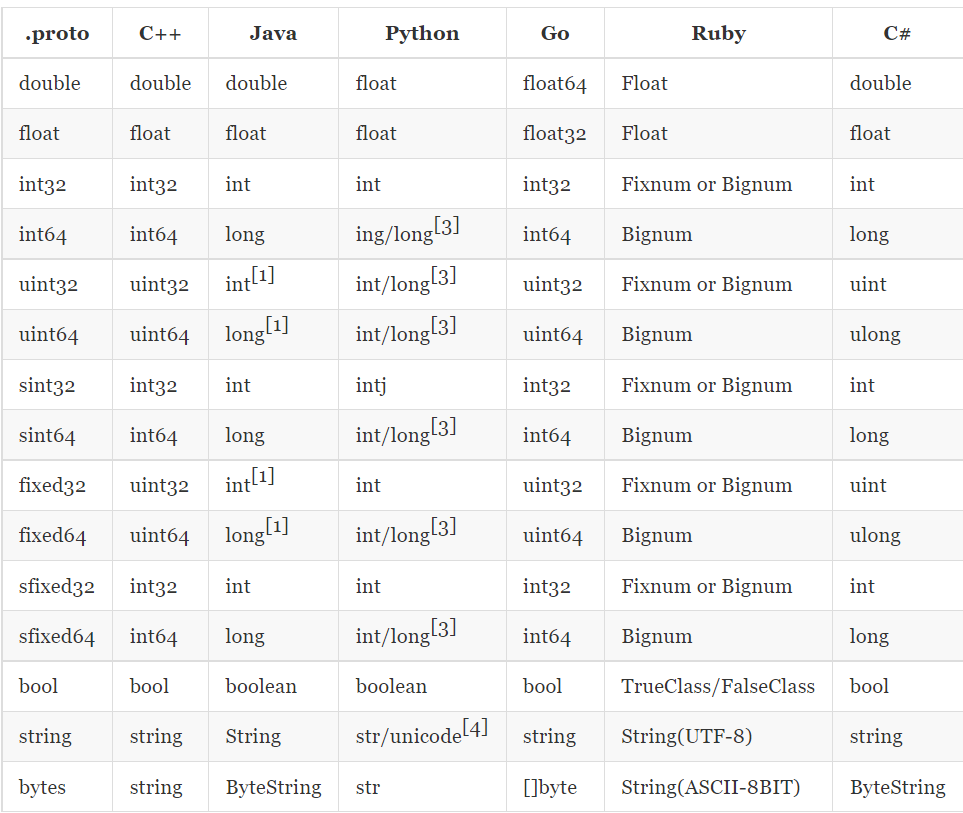 .proto C++ Java Python Go Ruby C#
double double double float float64 Float double
float float float float float32 Float float
int32 int32 int int int32 Fixnum or Bignum int
int64 int64 long ing/long[3] int64 Bignum long
uint32 uint32 int[1] int/long[3] uint32 Fixnum or Bignum uint
uint64 uint64 long[1] int/long[3] uint64 Bignum ulong
sint32 int32 int intj int32 Fixnum or Bignum int
sint64 int64 long int/long[3] int64 Bignum long
fixed32 uint32 int[1] int uint32 Fixnum or Bignum uint
fixed64 uint64 long[1] int/long[3] uint64 Bignum ulong
sfixed32 int32 int int int32 Fixnum or Bignum int
sfixed64 int64 long int/long[3] int64 Bignum long
bool bool boolean boolean bool TrueClass/FalseClass bool
string string String str/unicode[4] string String(UTF-8) string
bytes string ByteString str []byte String(ASCII-8BIT) ByteString